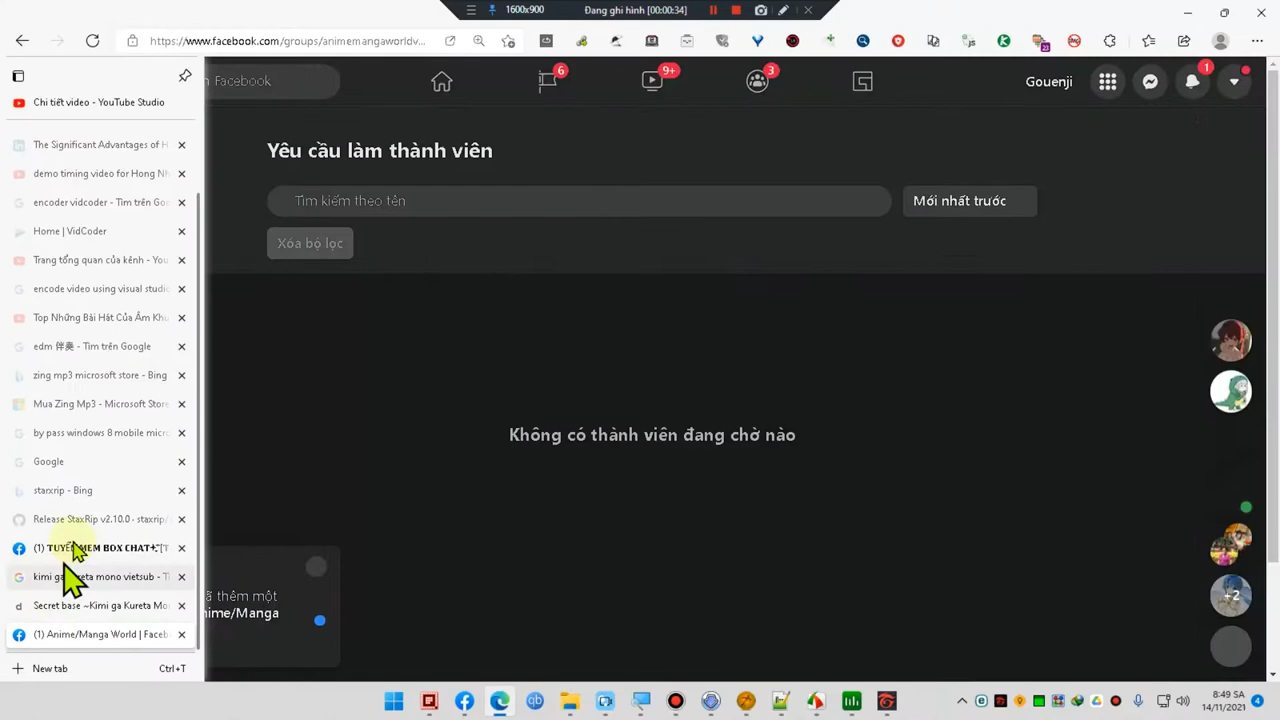 1600x900
Đang ghi hình [00:00:34]
https://www.facebook.com/groups/animemangaworldv...
23
Chi tiết video - YouTube Studio
The Significant Advantages of H
demo timing video for Hong Nh
encoder vidcoder - Tìm trên Goo
Home | VidCoder
Trang tổng quan của kênh - You
encode video using visual studio
Top Những Bài Hát Của Âm Khu
edm 伴奏 - Tìm trên Google
zing mp3 microsoft store - Bing
Mua Zing Mp3 - Microsoft Store
by pass windows 8 mobile micro
Google
starxrip - Bing
Release StaxRip v2.10.0 · staxrip/
(1) MEM BOX CHAT
kimi ga kureta mono vietsub - T
Secret base ~Kimi ga Kureta Mo
(1) Anime/Manga World | Faceb
New tab
Ctrl+T
n Facebook
6
9+
3
Gouenji
1
Yêu cầu làm thành viên
Tìm kiếm theo tên
Mới nhất trước
Xóa bộ lọc
Không có thành viên đang chờ nào
ã thêm một
nime/Manga
+2
8:49 SA
14/11/2021
4